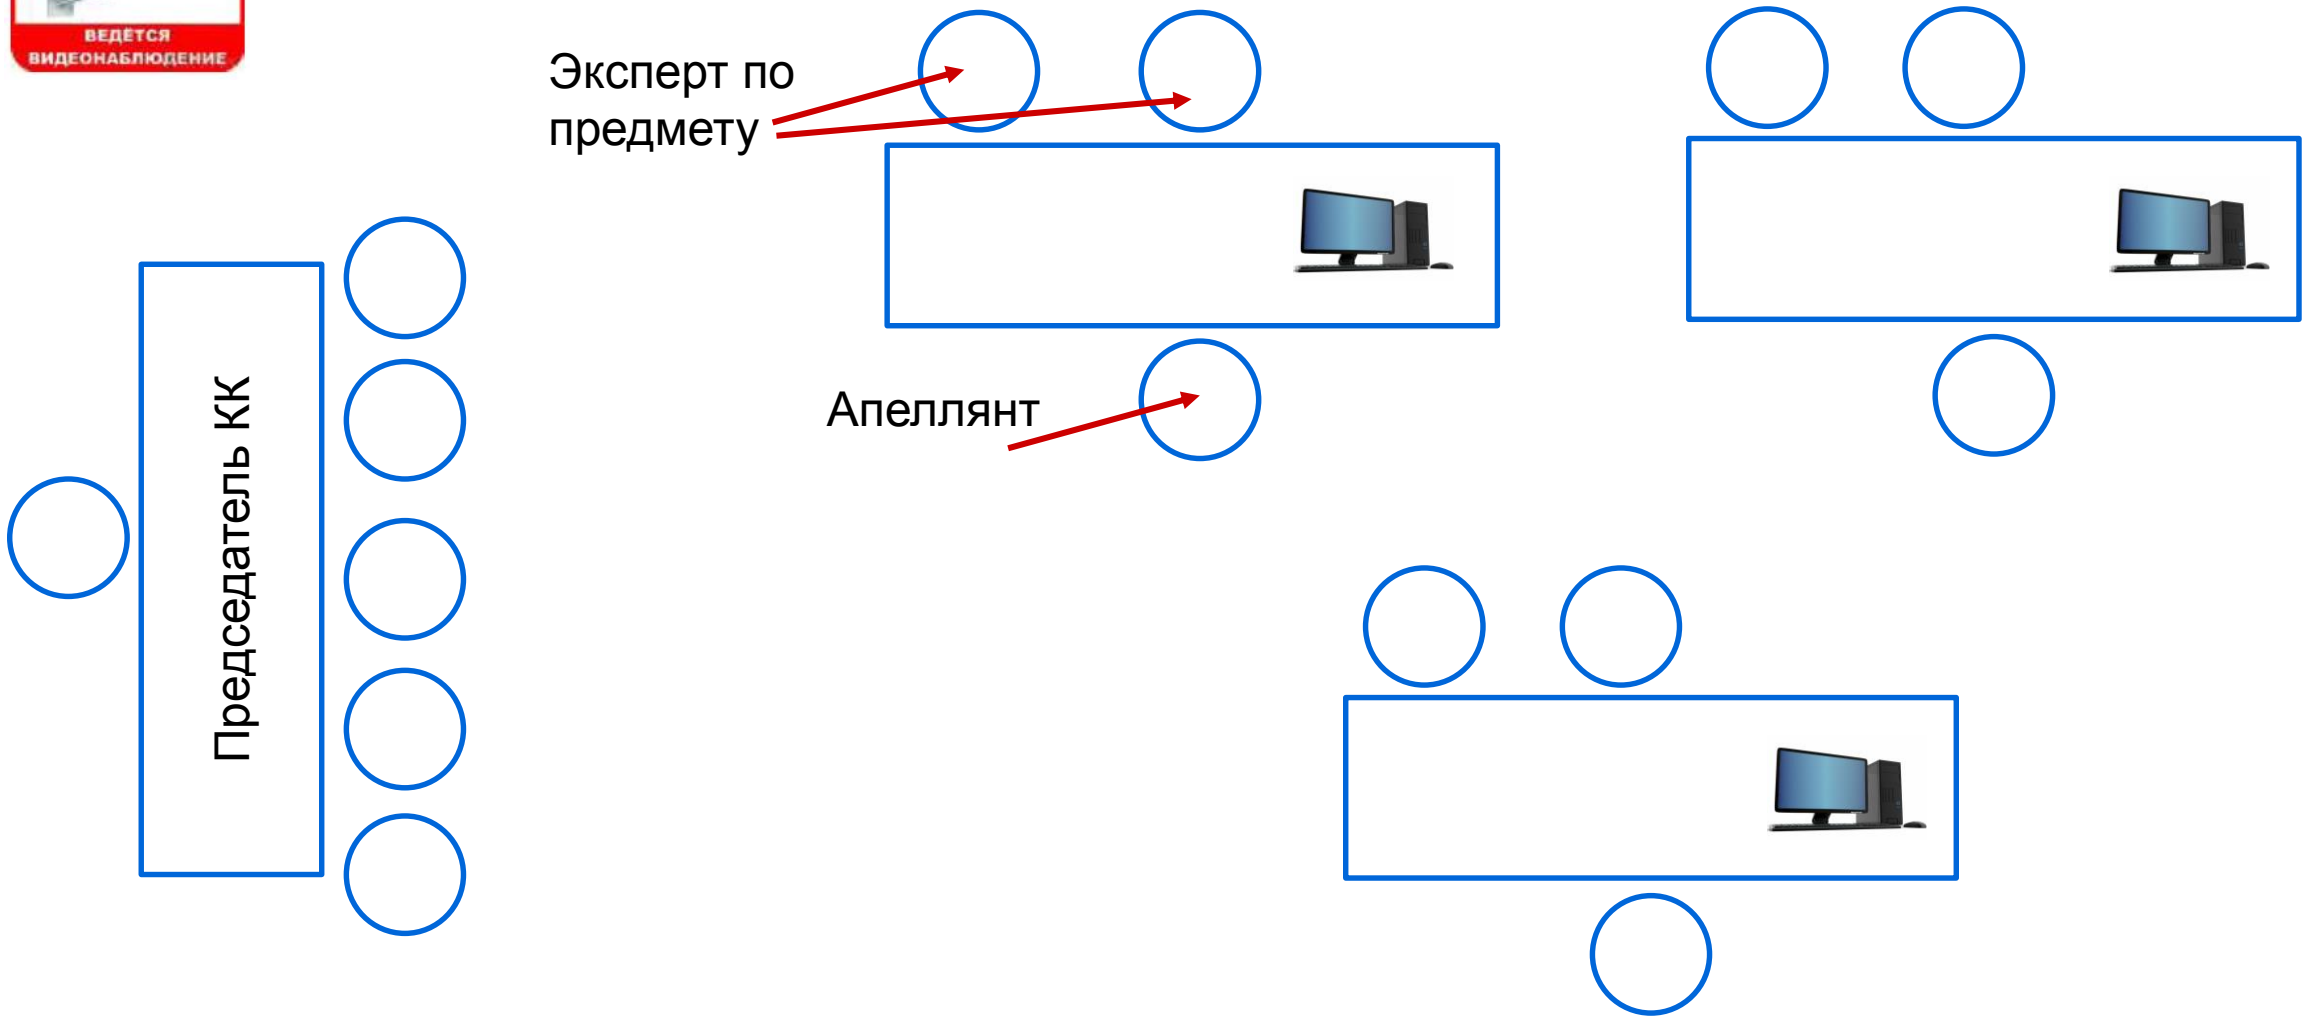 ВЕДЁТСЯ
ВИДЕОНАБЛЮДЕНИЕ
Эксперт по
предмету
Апеллянт
Председатель КК